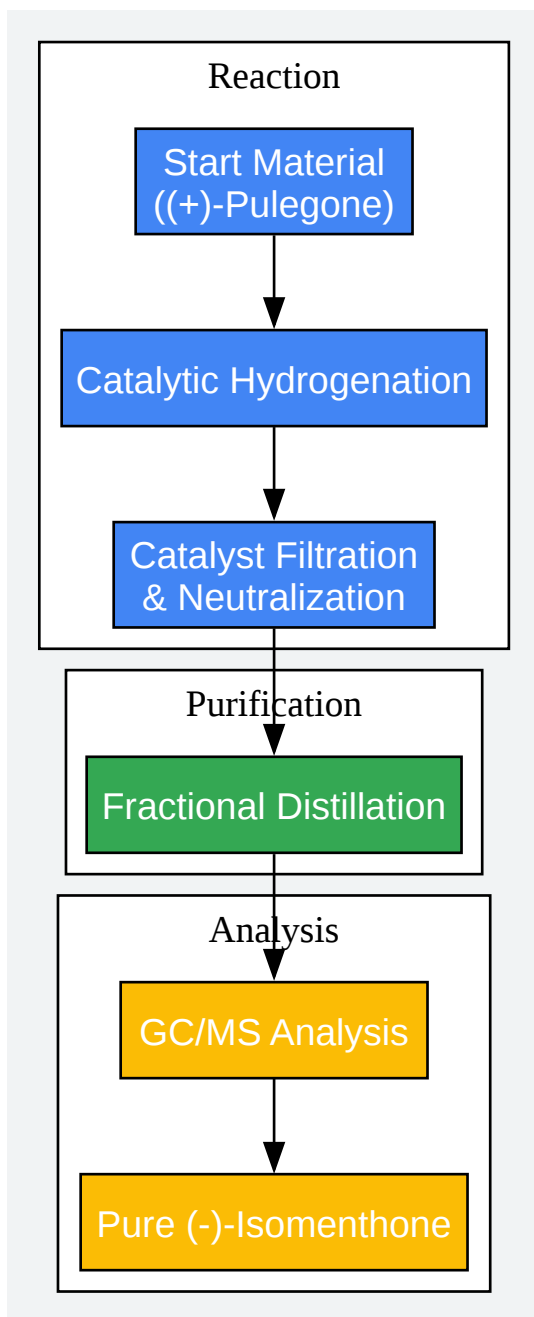 Reaction
Start Material
((+)-Pulegone)
Catalytic Hydrogenation
Catalyst Filtration
& Neutralization
Purification
Fractional Distillation
Analysis
GC/MS Analysis
Pure (-)-Isomenthone